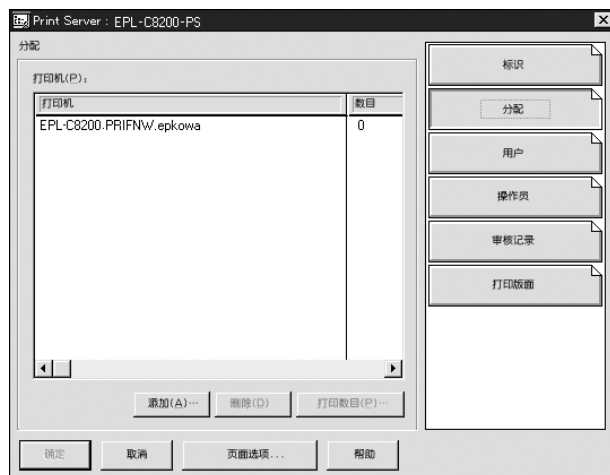 Print Server : EPL-C8200-PS
分配
打印机(P):
打印机 数目
EPL-C8200.PRIFNW.epkowa 0
添加(A)… 删除(D) 打印数目(P)…
确定 取消 页面选项... 帮助
标识
分配
用户
操作员
审核记录
打印版面